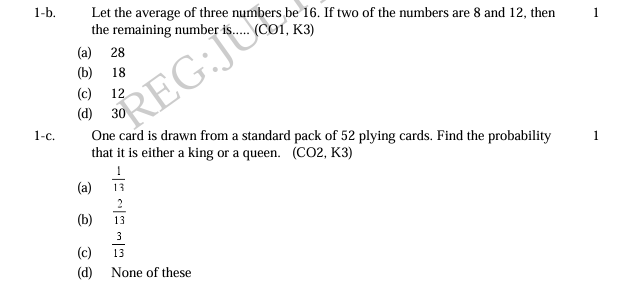 1-b. Let the average of three numbers be 16. If two of the numbers are 8 and 12, then 1
the remaining number is..... (CO1, K3)
(a) 28
(b) 18
(c) 12
(d) 30
1-c. One card is drawn from a standard pack of 52 plying cards. Find the probability 1
that it is either a king or a queen. (CO2, K3)
(a) 1/13
(b) 2/13
(c) 3/13
(d) None of these
REG:JUL